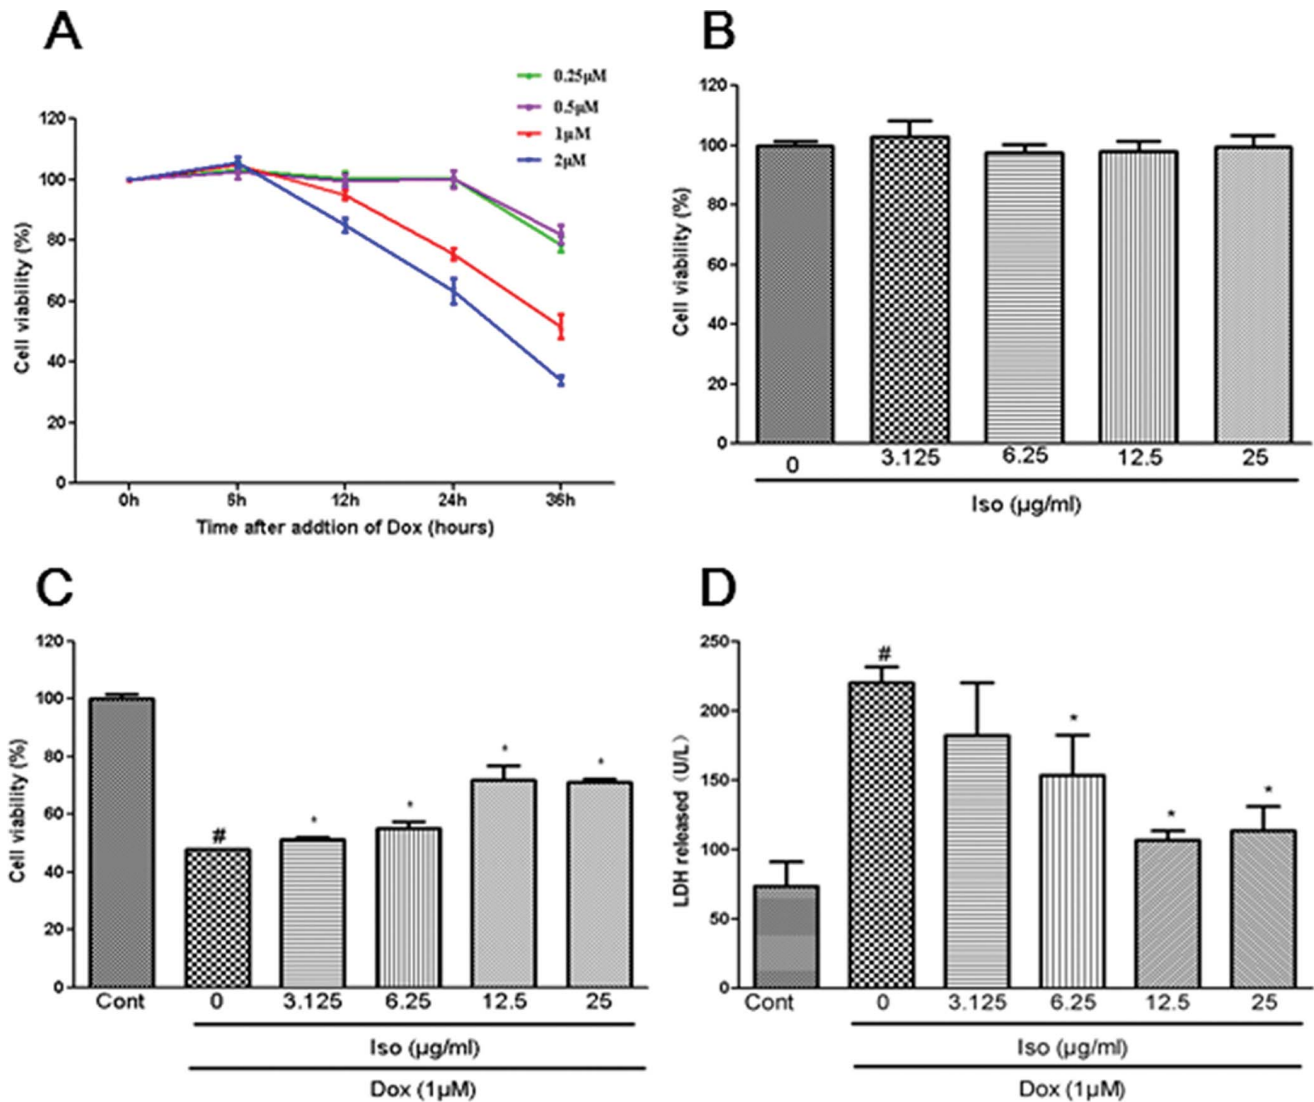 A
0.25µM
0.5µM
1µM
2µM
120
100
80
60
40
20
0
Cell viability (%)
0h 6h 12h 24h 36h
Time after addtion of Dox (hours)
B
120
100
80
60
40
20
0
Cell viability (%)
0 3.125 6.25 12.5 25
Iso (µg/ml)
C
120
100
80
60
40
20
0
Cell viability (%)
# * * * *
Cont 0 3.125 6.25 12.5 25
Iso (µg/ml)
Dox (1µM)
D
250
200
150
100
50
0
LDH released (U/L)
# * * *
Cont 0 3.125 6.25 12.5 25
Iso (µg/ml)
Dox (1µM)